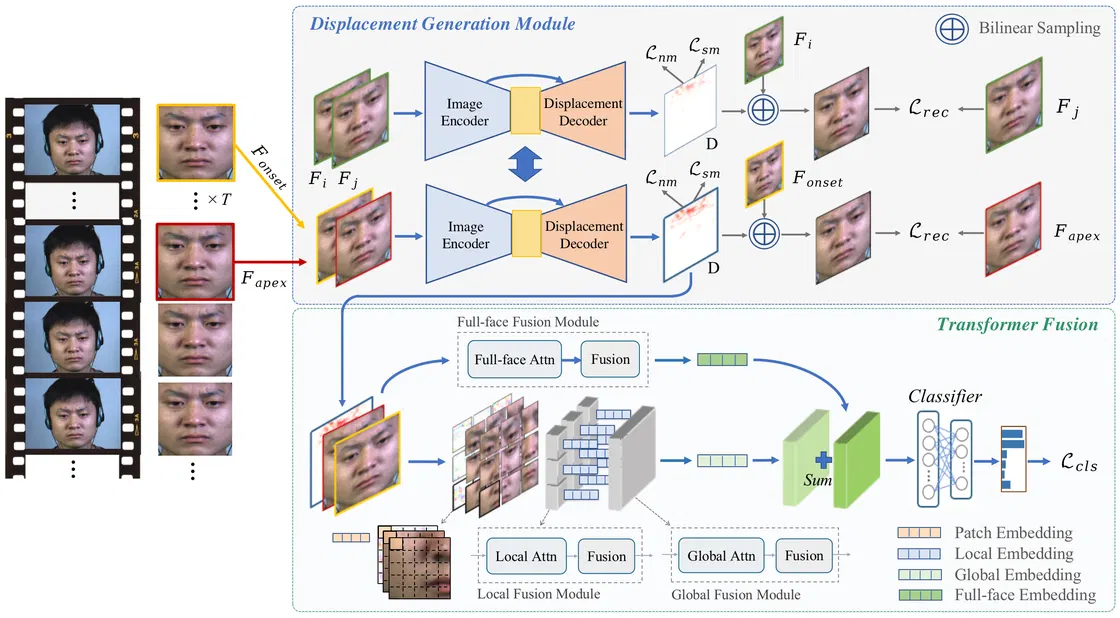 Displacement Generation Module
Bilinear Sampling
F_i F_j
Image
Encoder
Displacement
Decoder
ℒ_nm
ℒ_sm
D
F_i
ℒ_rec
F_j
F_onset
× T
F_apex
Image
Encoder
Displacement
Decoder
ℒ_nm
ℒ_sm
D
F_onset
ℒ_rec
F_apex
Transformer Fusion
Full-face Fusion Module
Full-face Attn
Fusion
Sum
Classifier
ℒ_cls
Local Attn
Fusion
Local Fusion Module
Global Attn
Fusion
Global Fusion Module
Patch Embedding
Local Embedding
Global Embedding
Full-face Embedding